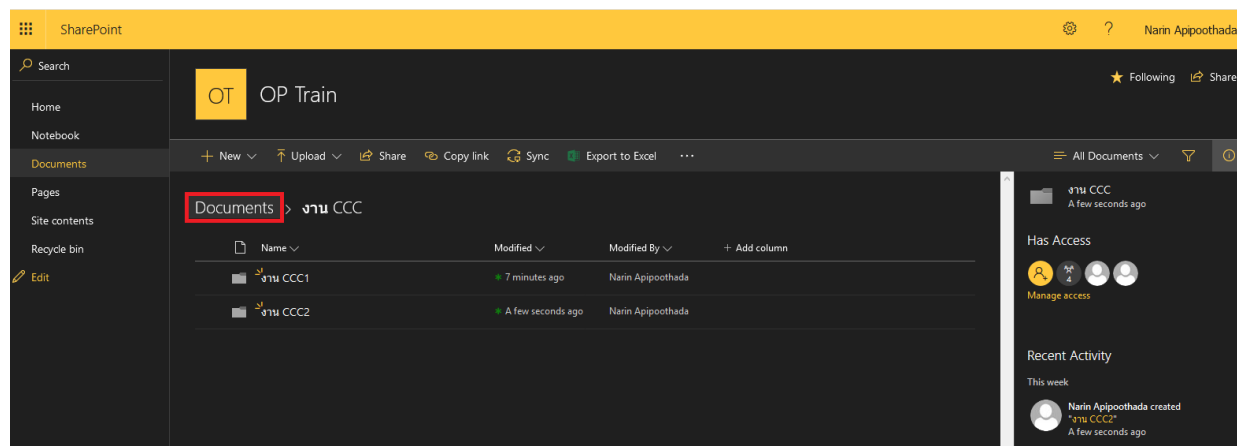 SharePoint
? Narin Apipoothada
Search
Home
Notebook
Documents
Pages
Site contents
Recycle bin
Edit
OT OP Train
Following Share
New Upload Share Copy link Sync Export to Excel ...
All Documents
Documents > งาน CCC
Name Modified Modified By + Add column
งาน CCC1 7 minutes ago Narin Apipoothada
งาน CCC2 A few seconds ago Narin Apipoothada
งาน CCC
A few seconds ago
Has Access
4
Manage access
Recent Activity
This week
Narin Apipoothada created
"งาน CCC2"
A few seconds ago